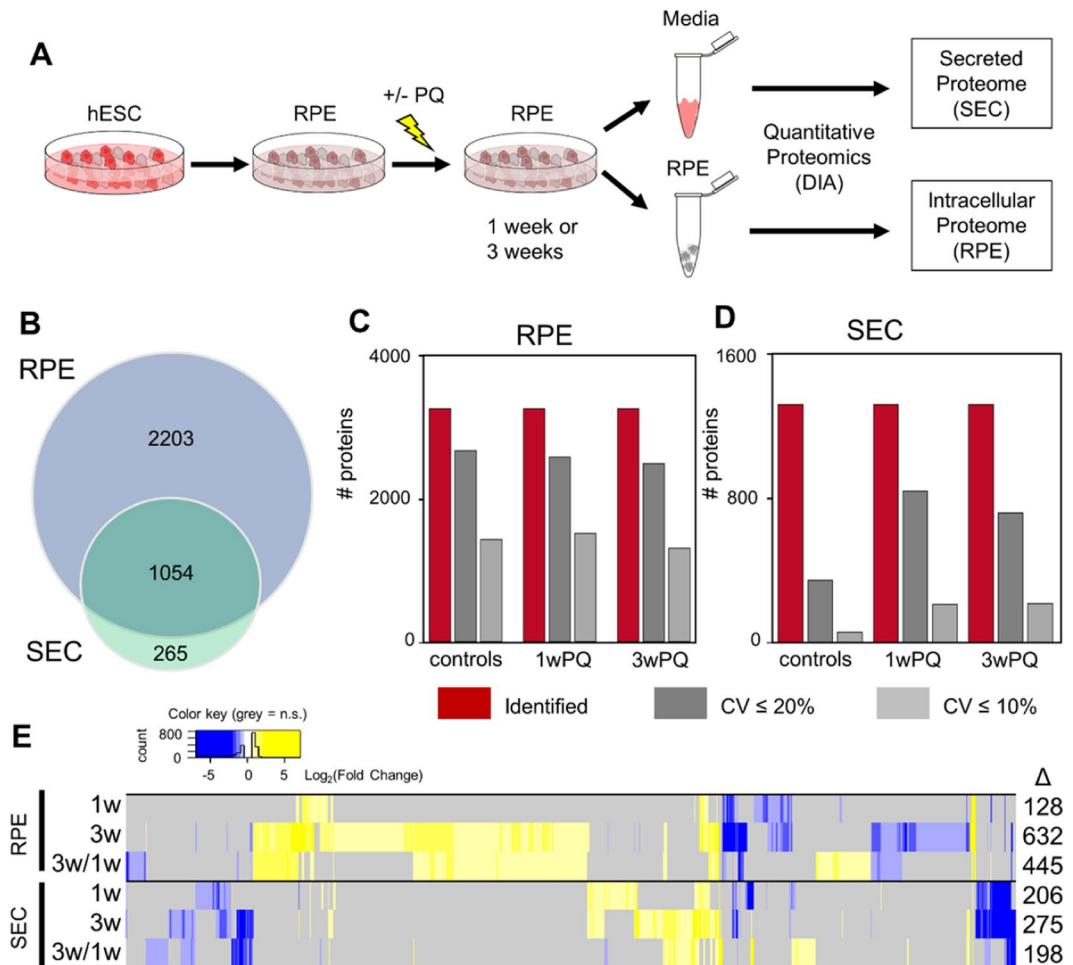 A
hESC
RPE
+/- PQ
RPE
1 week or
3 weeks
Media
RPE
Quantitative
Proteomics
(DIA)
Secreted
Proteome
(SEC)
Intracellular
Proteome
(RPE)
B
RPE
2203
1054
SEC
265
C
RPE
# proteins
4000
2000
0
controls
1wPQ
3wPQ
D
SEC
# proteins
1600
800
0
controls
1wPQ
3wPQ
Identified
CV ≤ 20%
CV ≤ 10%
E
Color key (grey = n.s.)
count
800
0
-5
0
5
Log₂(Fold Change)
Δ
RPE
1w
128
3w
632
3w/1w
445
SEC
1w
206
3w
275
3w/1w
198